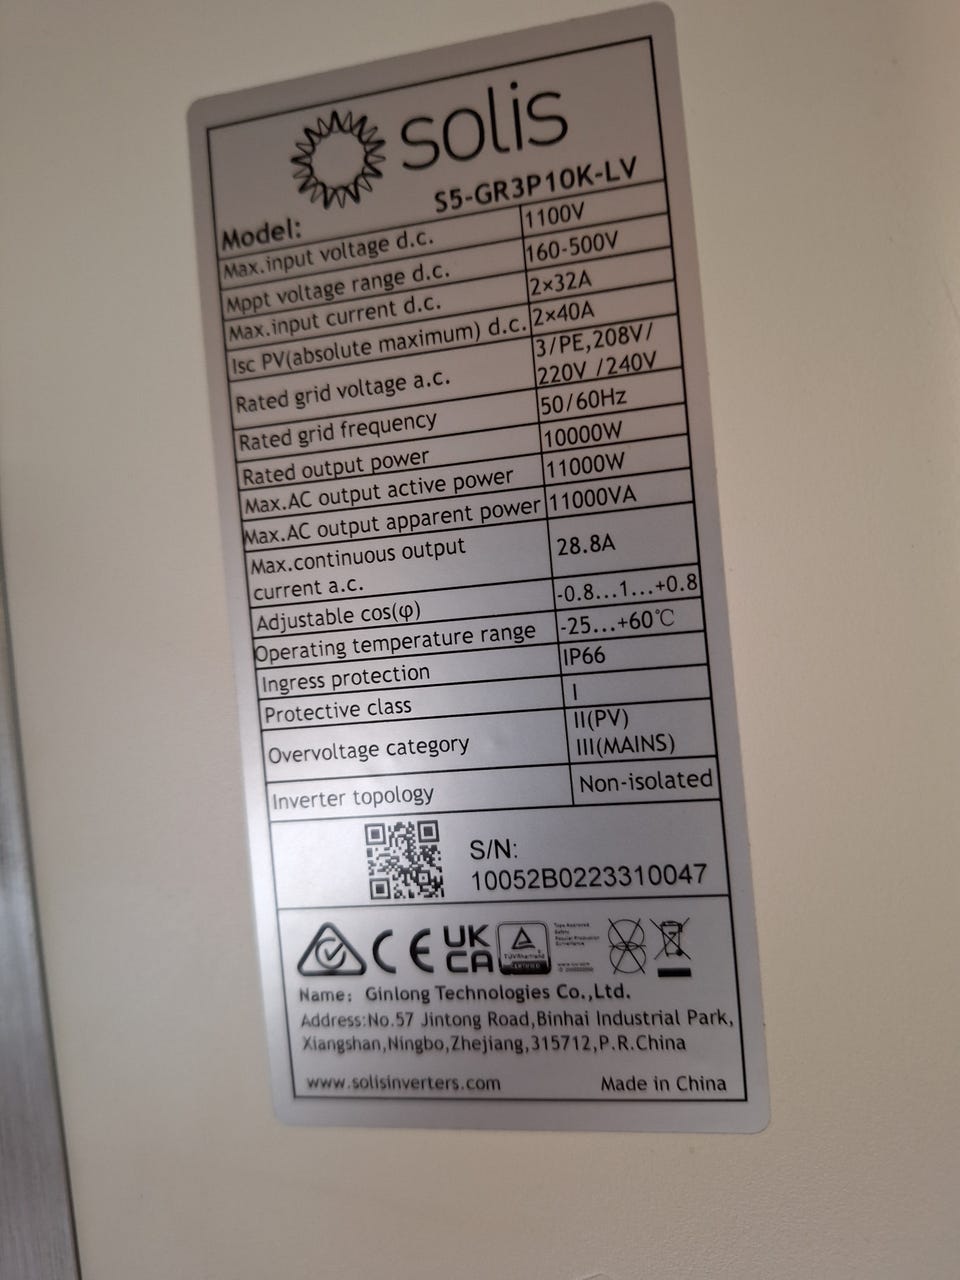 solis
Model: S5-GR3P10K-LV
Max.input voltage d.c. 1100V
Mppt voltage range d.c. 160-500V
Max.input current d.c. 2×32A
Isc PV(absolute maximum) d.c. 2×40A
Rated grid voltage a.c. 3/PE,208V/
220V /240V
Rated grid frequency 50/60Hz
Rated output power 10000W
Max.AC output active power 11000W
Max.AC output apparent power 11000VA
Max.continuous output
current a.c. 28.8A
Adjustable cos(φ) -0.8...1...+0.8
Operating temperature range -25...+60℃
Ingress protection IP66
Protective class I
Overvoltage category II(PV)
III(MAINS)
Inverter topology Non-isolated
S/N:
10052B0223310047
CE UK
CA
TÜVRheinland
CERTIFIED
Name: Ginlong Technologies Co.,Ltd.
Address:No.57 Jintong Road,Binhai Industrial Park,
Xiangshan,Ningbo,Zhejiang,315712,P.R.China
www.solisinverters.com Made in China